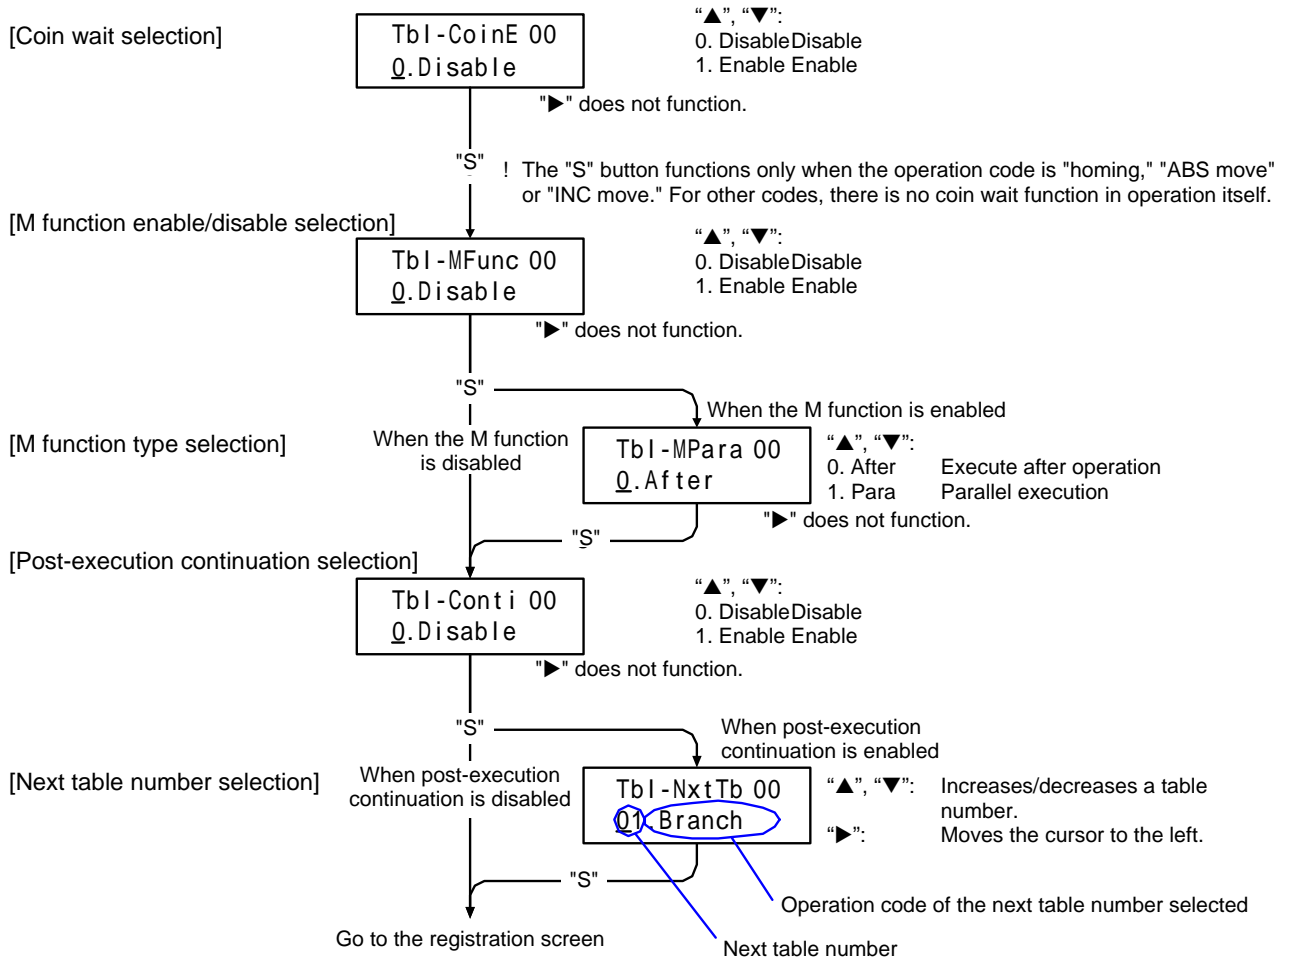 [Coin wait selection]
Tbl-CoinE 00
0.Disable
“▲”, “▼”:
0. Disable Disable
1. Enable Enable
"▶" does not function.
"S"
! The "S" button functions only when the operation code is "homing," "ABS move"
or "INC move." For other codes, there is no coin wait function in operation itself.
[M function enable/disable selection]
Tbl-MFunc 00
0.Disable
“▲”, “▼”:
0. Disable Disable
1. Enable Enable
"▶" does not function.
"S"
When the M function is enabled
[M function type selection]
When the M function
is disabled
Tbl-MPara 00
0.After
“▲”, “▼”:
0. After Execute after operation
1. Para Parallel execution
"▶" does not function.
"S"
[Post-execution continuation selection]
Tbl-Conti 00
0.Disable
“▲”, “▼”:
0. Disable Disable
1. Enable Enable
"▶" does not function.
"S"
When post-execution
continuation is enabled
[Next table number selection]
When post-execution
continuation is disabled
Tbl-NxtTb 00
01.Branch
“▲”, “▼”: Increases/decreases a table
number.
“▶”: Moves the cursor to the left.
"S"
Operation code of the next table number selected
Go to the registration screen
Next table number